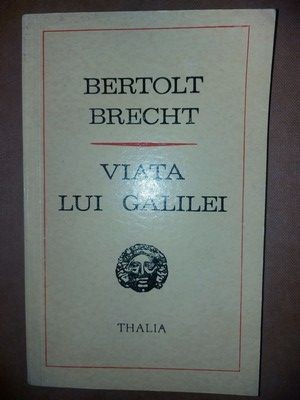 BERTOLT
BRECHT
VIATA
LUI GALILEI
THALIA